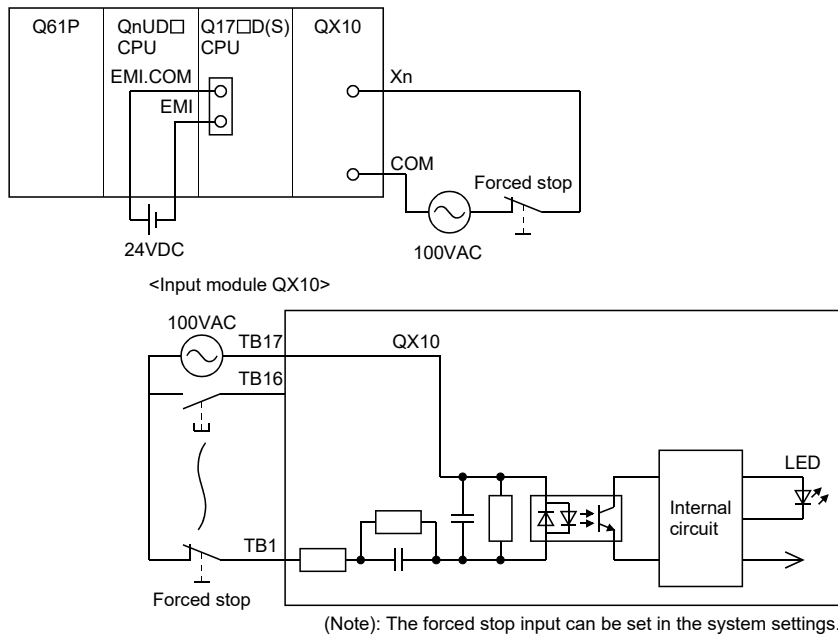 Q61P
QnUD□
CPU
Q17□D(S)
CPU
QX10
EMI.COM
EMI
Xn
COM
Forced stop
24VDC
100VAC
<Input module QX10>
100VAC
TB17
QX10
TB16
LED
Internal
circuit
TB1
Forced stop
(Note): The forced stop input can be set in the system settings.